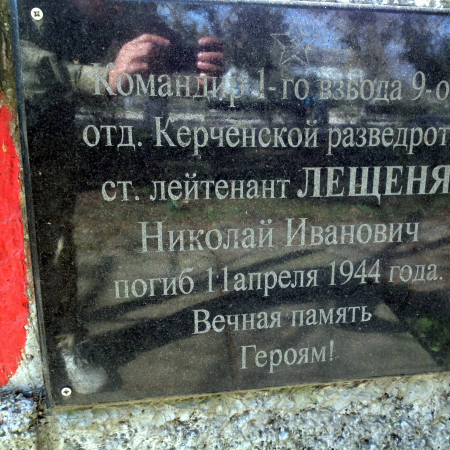 Командир 1-го взвода 9-о
отд. Керченской разведрот
ст. лейтенант ЛЕЩЕНЯ
Николай Иванович
погиб 11апреля 1944 года.
Вечная память
Героям!